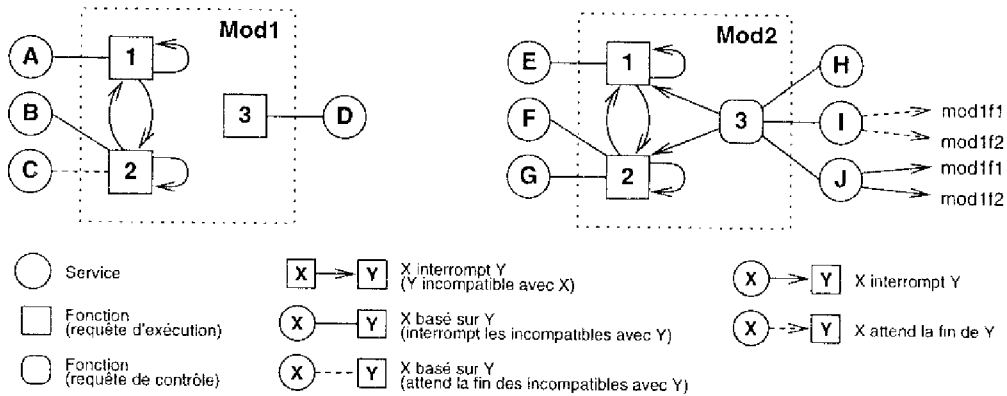 Mod1
A
1
B
3
D
C
2
Mod2
E
1
H
F
3
I
mod1f1
mod1f2
G
2
J
mod1f1
mod1f2
Service
Fonction
(requête d'exécution)
Fonction
(requête de contrôle)
X Y X interrompt Y
(Y incompatible avec X)
X Y X basé sur Y
(interrompt les incompatibles avec Y)
X Y X basé sur Y
(attend la fin des incompatibles avec Y)
X Y X interrompt Y
X Y X attend la fin de Y